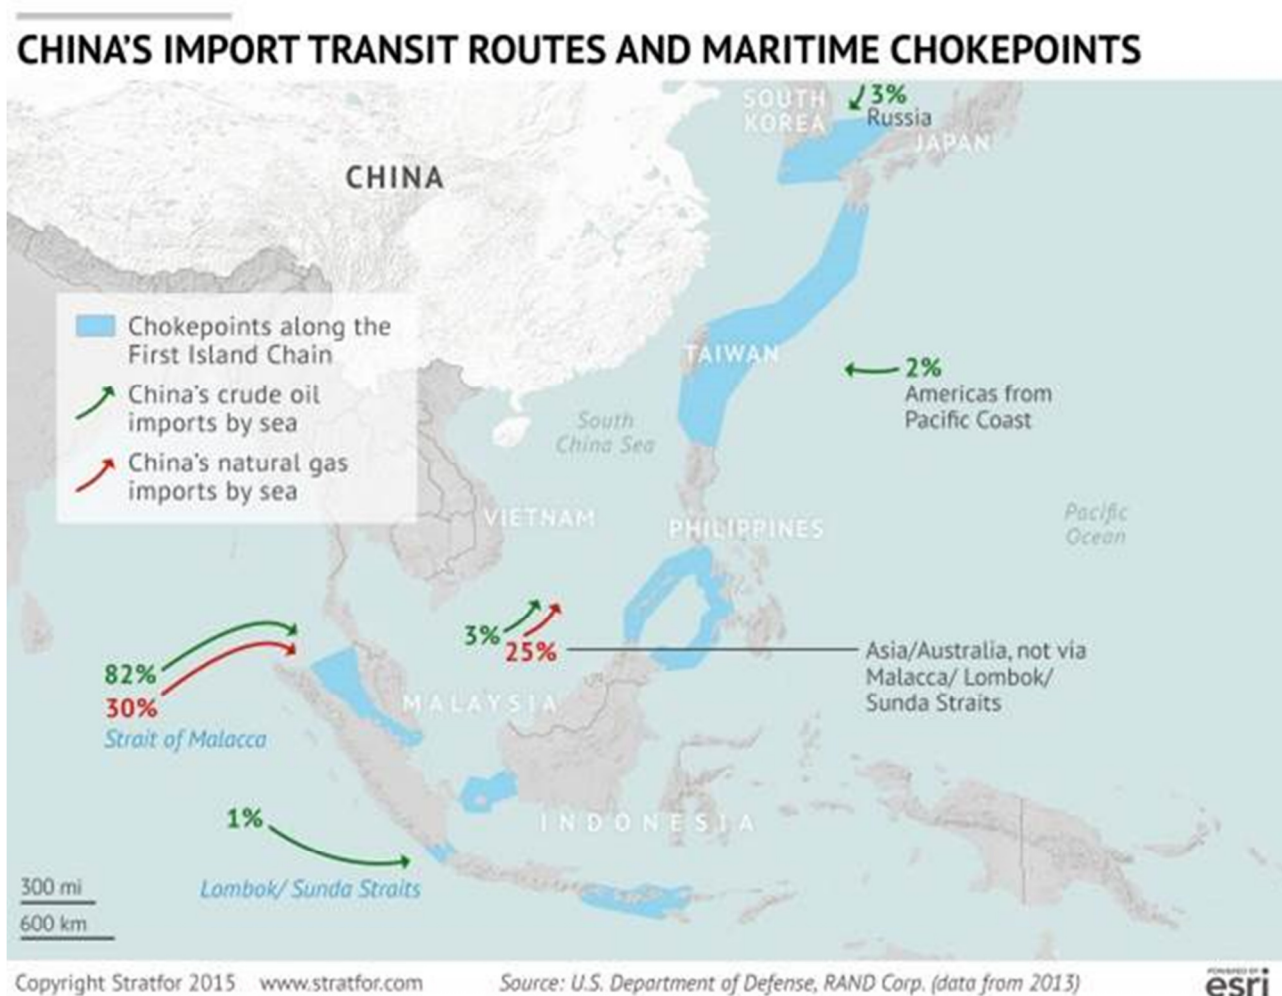 CHINA'S IMPORT TRANSIT ROUTES AND MARITIME CHOKEPOINTS
SOUTH
KOREA
3%
Russia
JAPAN
CHINA
Chokepoints along the
First Island Chain
China's crude oil
imports by sea
China's natural gas
imports by sea
TAIWAN
2%
Americas from
Pacific Coast
South
China Sea
VIETNAM
PHILIPPINES
Pacific
Ocean
82%
30%
Strait of Malacca
3%
25%
Asia/Australia, not via
Malacca/ Lombok/
Sunda Straits
MALAYSIA
INDONESIA
1%
Lombok/ Sunda Straits
300 mi
600 km
Copyright Stratfor 2015 www.stratfor.com Source: U.S. Department of Defense, RAND Corp. (data from 2013)
POWERED BY
esri